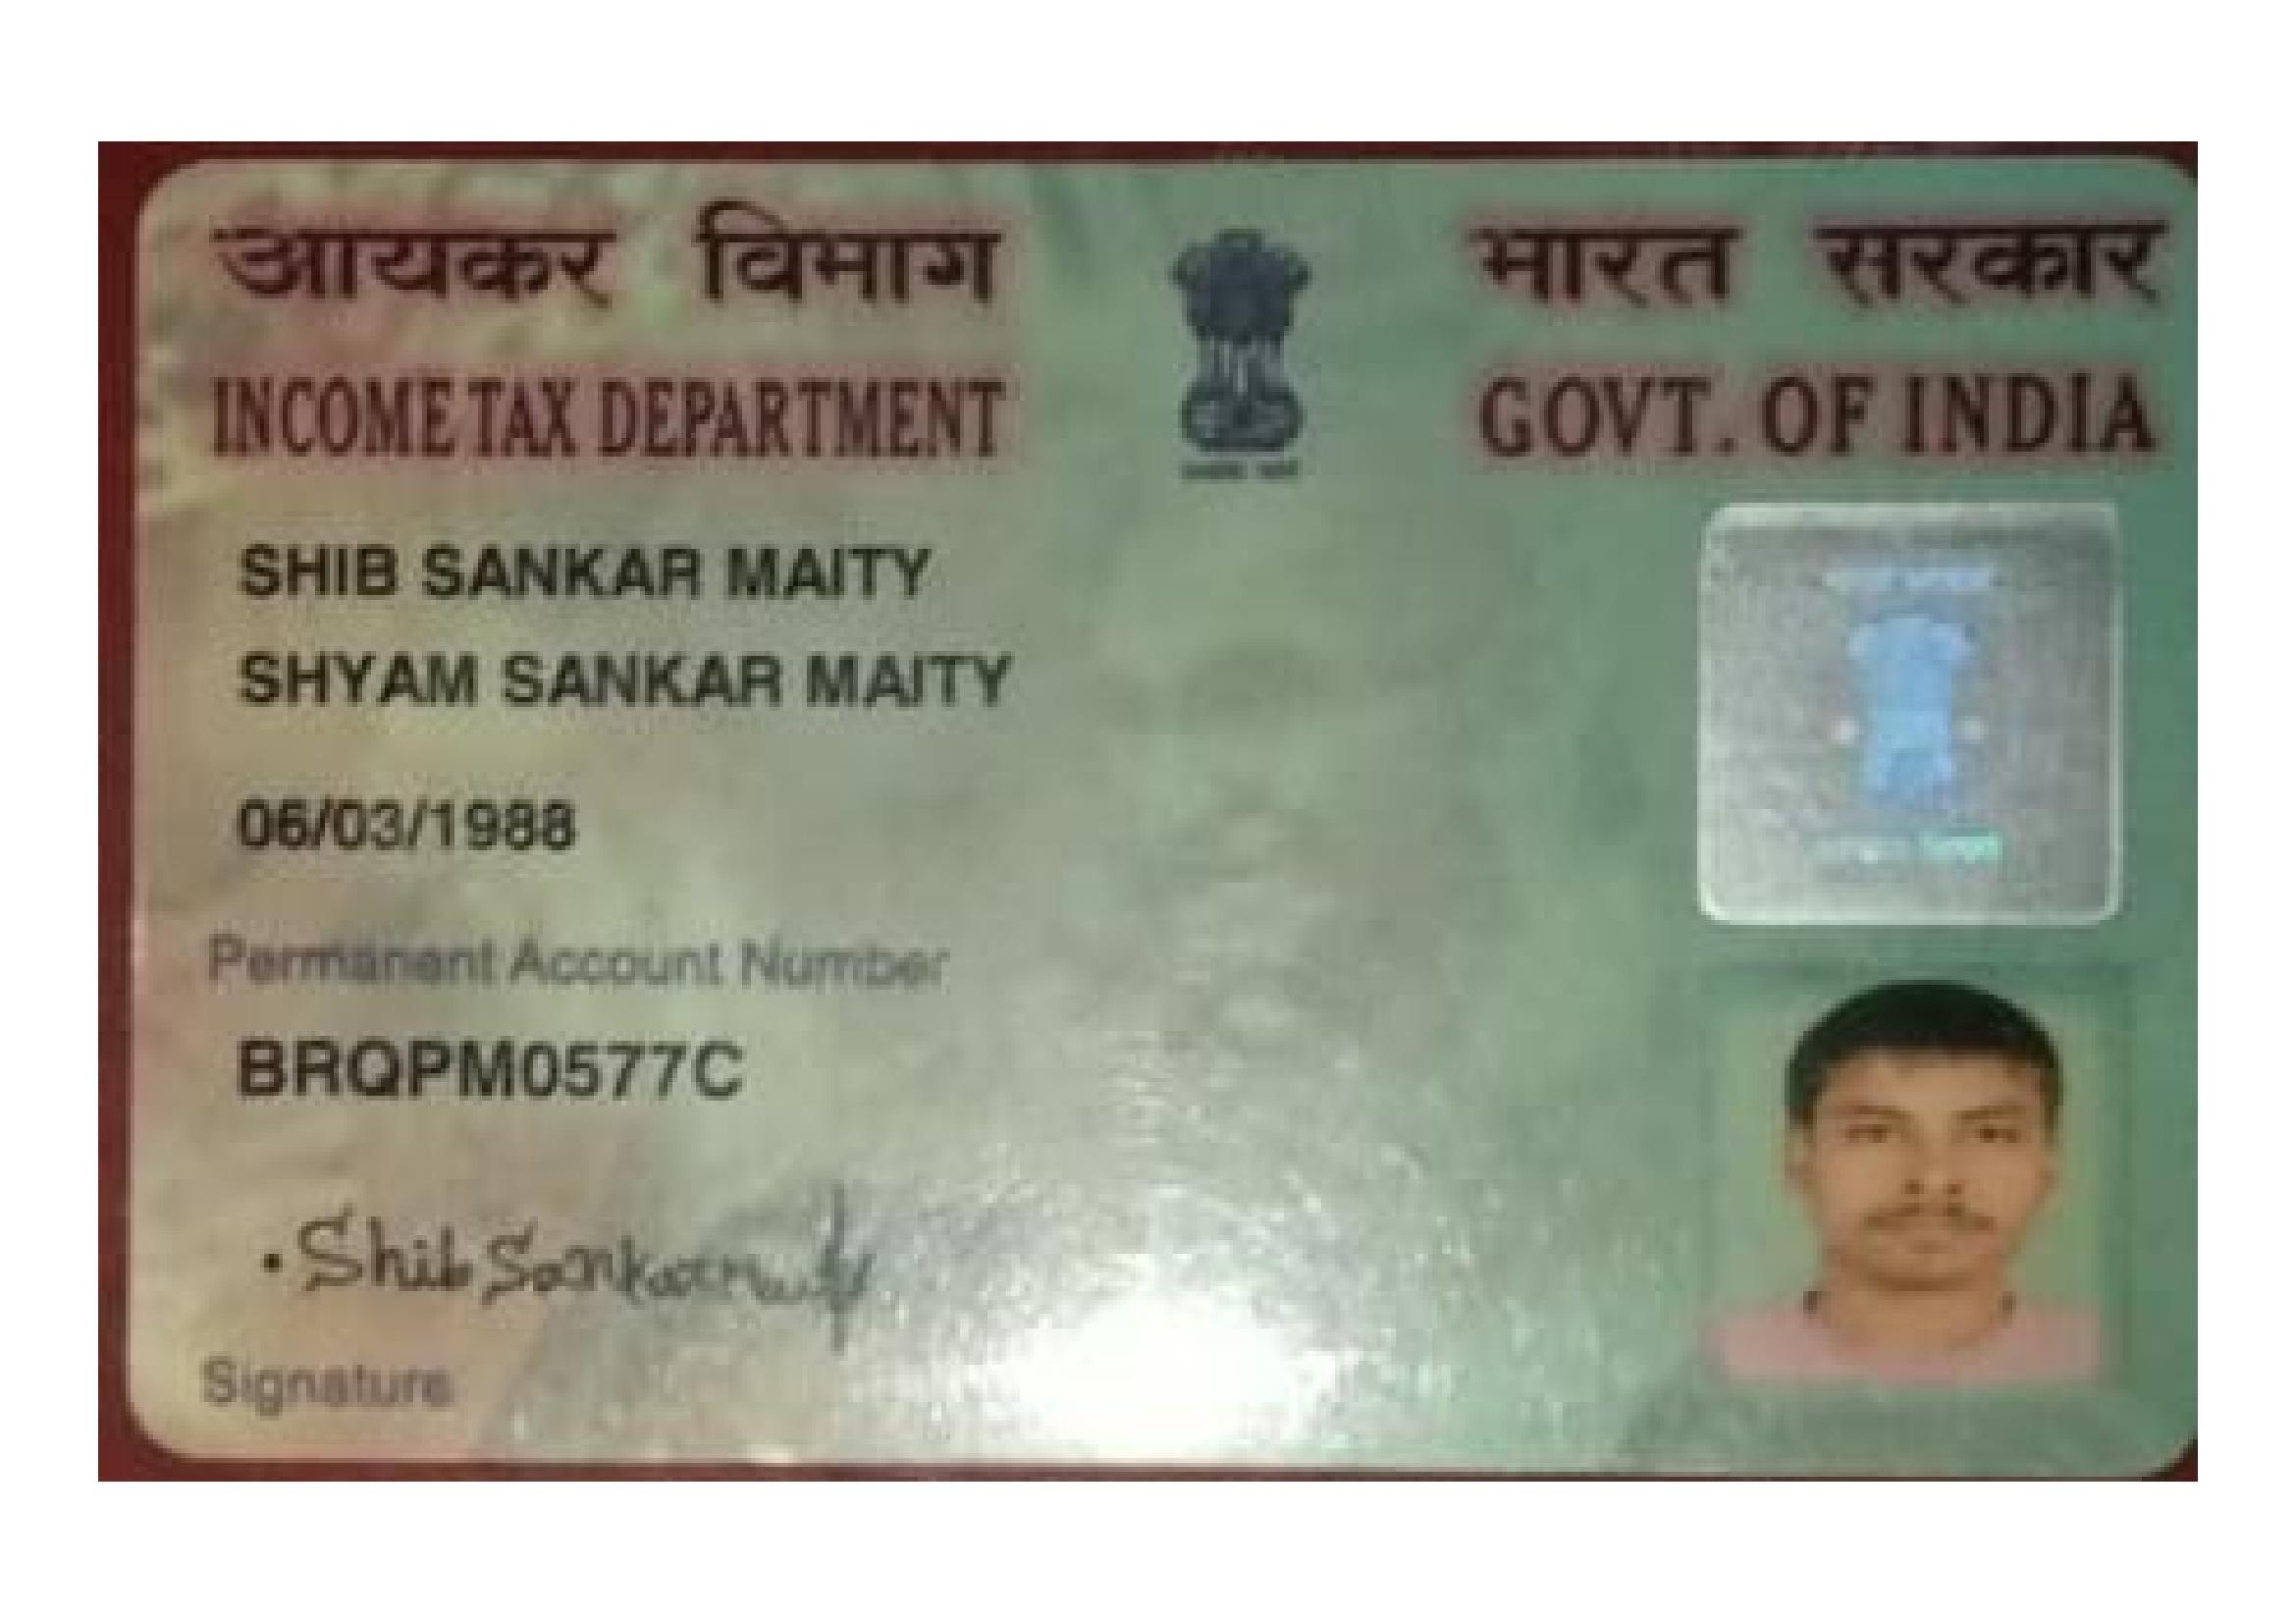 आयकर विभाग
भारत सरकार
INCOME TAX DEPARTMENT
GOVT. OF INDIA
SHIB SANKAR MAITY
SHYAM SANKAR MAITY
06/03/1988
Permanent Account Number
BRQPM0577C
Shib Sankar Maity
Signature